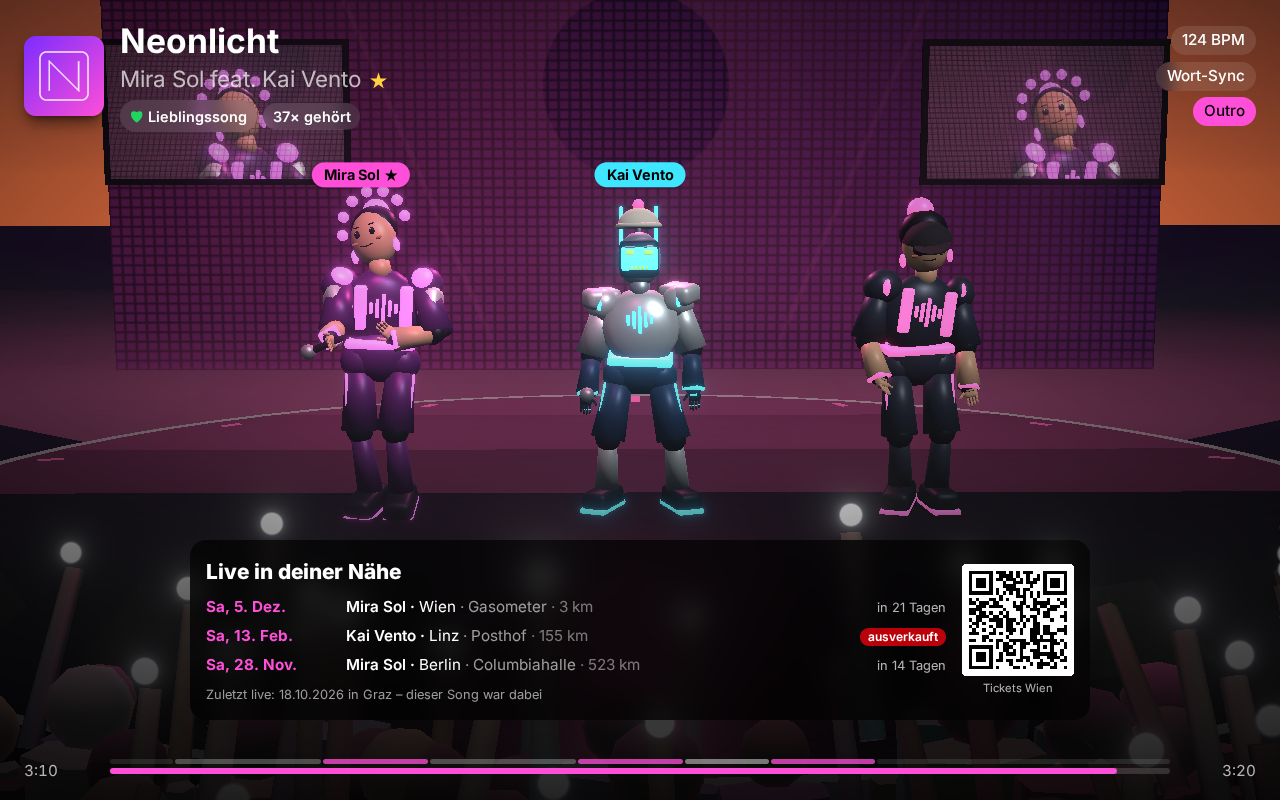 N
Neonlicht
Mira Sol feat. Kai Vento ★
Lieblingssong
37× gehört
124 BPM
Wort-Sync
Outro
Mira Sol ★
Kai Vento
Live in deiner Nähe
Sa, 5. Dez. Mira Sol · Wien · Gasometer · 3 km in 21 Tagen
Sa, 13. Feb. Kai Vento · Linz · Posthof · 155 km ausverkauft
Sa, 28. Nov. Mira Sol · Berlin · Columbiahalle · 523 km in 14 Tagen
Zuletzt live: 18.10.2026 in Graz – dieser Song war dabei
Tickets Wien
3:10
3:20